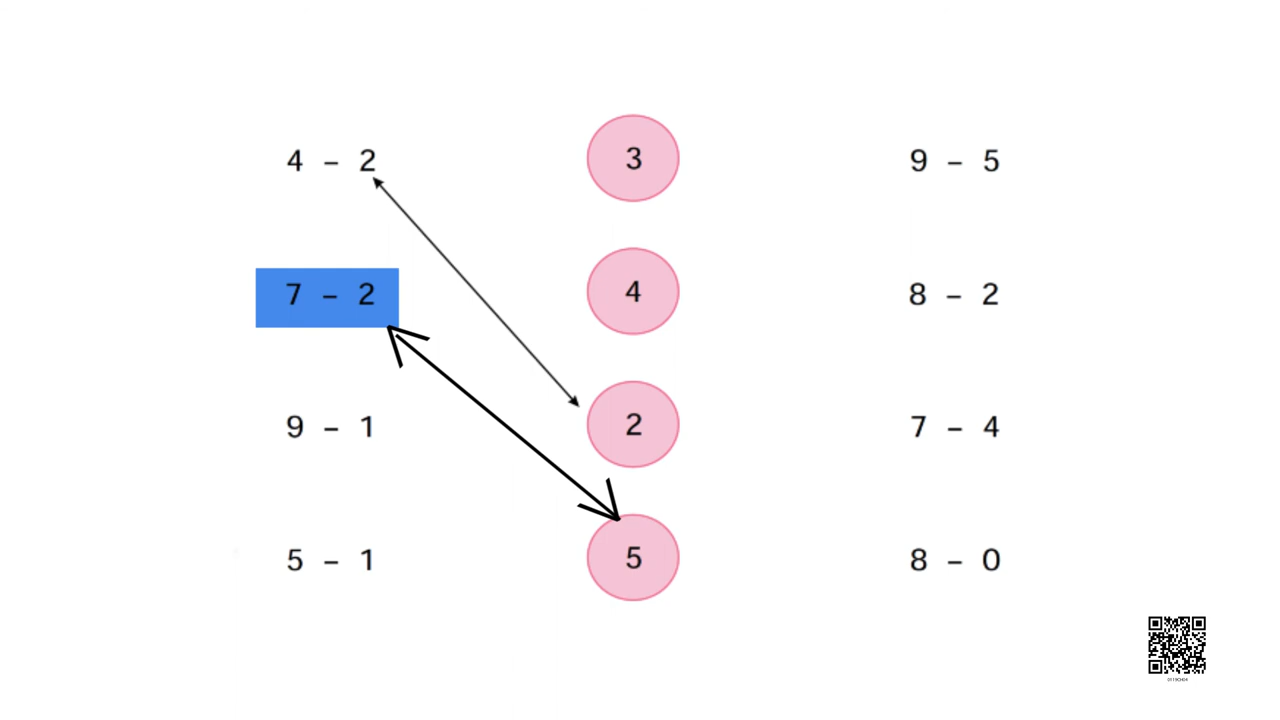 4 – 2 3 9 – 5
7 – 2 4 8 – 2
9 – 1 2 7 – 4
5 – 1 5 8 – 0